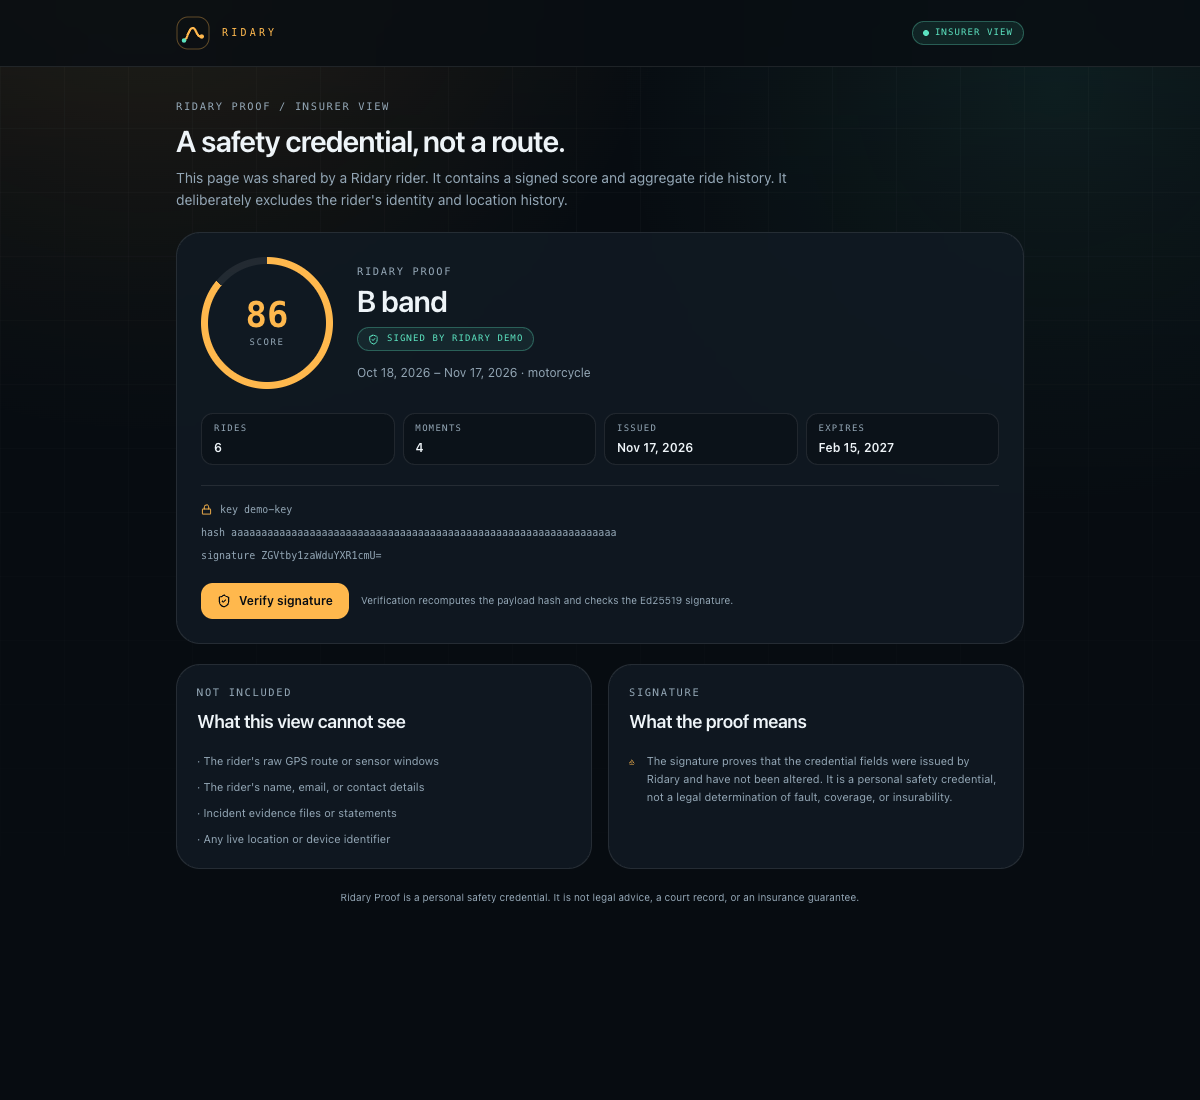 RIDARY
INSURER VIEW
RIDARY PROOF / INSURER VIEW
A safety credential, not a route.
This page was shared by a Ridary rider. It contains a signed score and aggregate ride history. It
deliberately excludes the rider's identity and location history.
86
SCORE
RIDARY PROOF
B band
SIGNED BY RIDARY DEMO
Oct 18, 2026 – Nov 17, 2026 · motorcycle
RIDES
6
MOMENTS
4
ISSUED
Nov 17, 2026
EXPIRES
Feb 15, 2027
key demo-key
hash aaaaaaaaaaaaaaaaaaaaaaaaaaaaaaaaaaaaaaaaaaaaaaaaaaaaaaaaaaaaaaaa
signature ZGVtby1zaWduYXR1cmU=
Verify signature
Verification recomputes the payload hash and checks the Ed25519 signature.
NOT INCLUDED
What this view cannot see
· The rider's raw GPS route or sensor windows
· The rider's name, email, or contact details
· Incident evidence files or statements
· Any live location or device identifier
SIGNATURE
What the proof means
The signature proves that the credential fields were issued by
Ridary and have not been altered. It is a personal safety credential,
not a legal determination of fault, coverage, or insurability.
Ridary Proof is a personal safety credential. It is not legal advice, a court record, or an insurance guarantee.